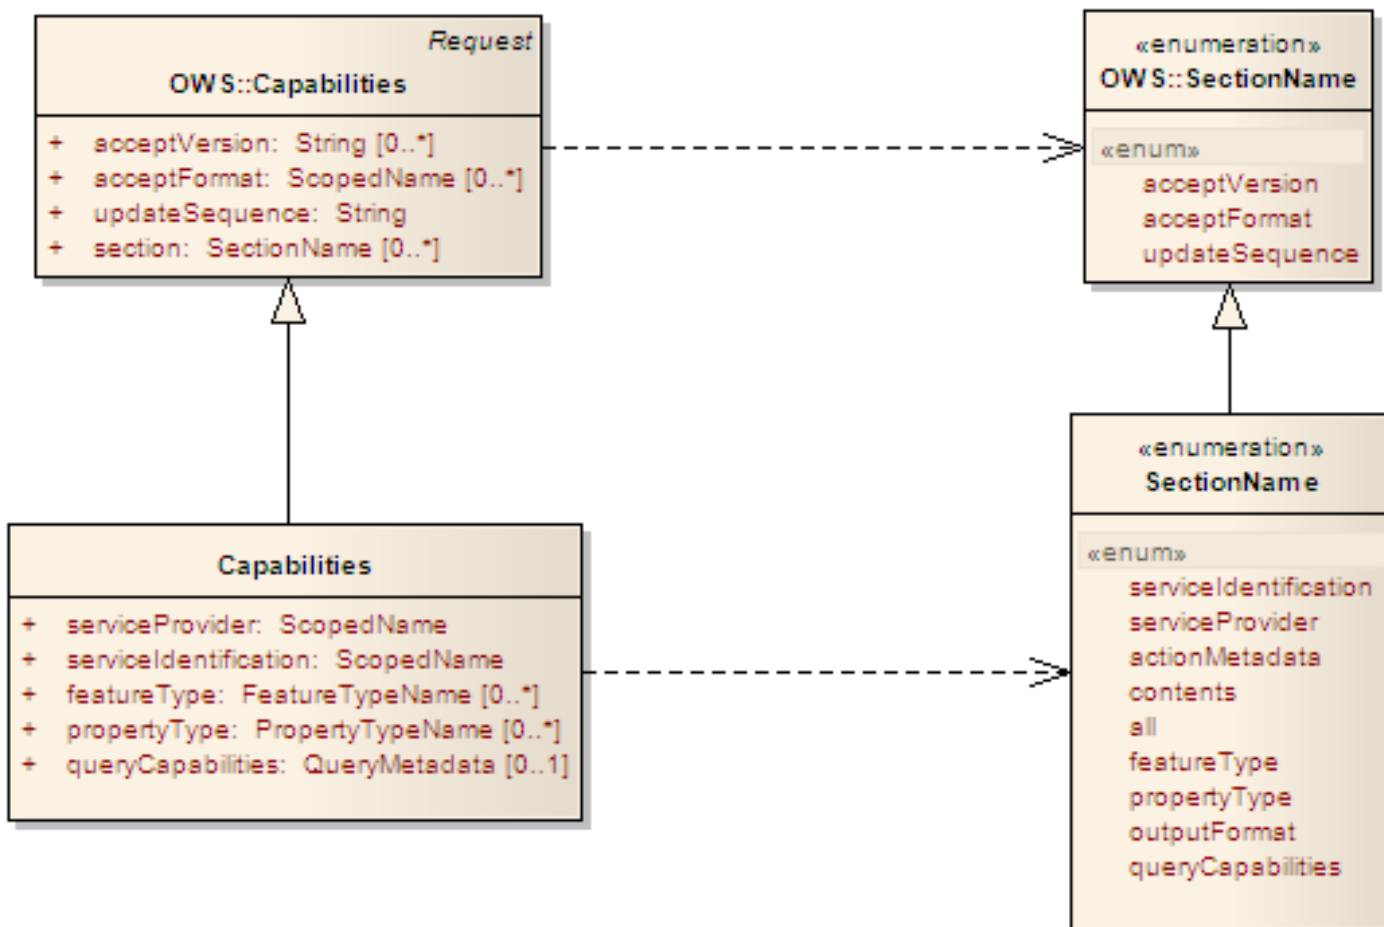 Request
OWS::Capabilities
+ acceptVersion: String [0..*]
+ acceptFormat: ScopedName [0..*]
+ updateSequence: String
+ section: SectionName [0..*]
«enumeration»
OWS::SectionName
«enum»
acceptVersion
acceptFormat
updateSequence
Capabilities
+ serviceProvider: ScopedName
+ serviceIdentification: ScopedName
+ featureType: FeatureTypeName [0..*]
+ propertyType: PropertyTypeName [0..*]
+ queryCapabilities: QueryMetadata [0..1]
«enumeration»
SectionName
«enum»
serviceIdentification
serviceProvider
actionMetadata
contents
all
featureType
propertyType
outputFormat
queryCapabilities